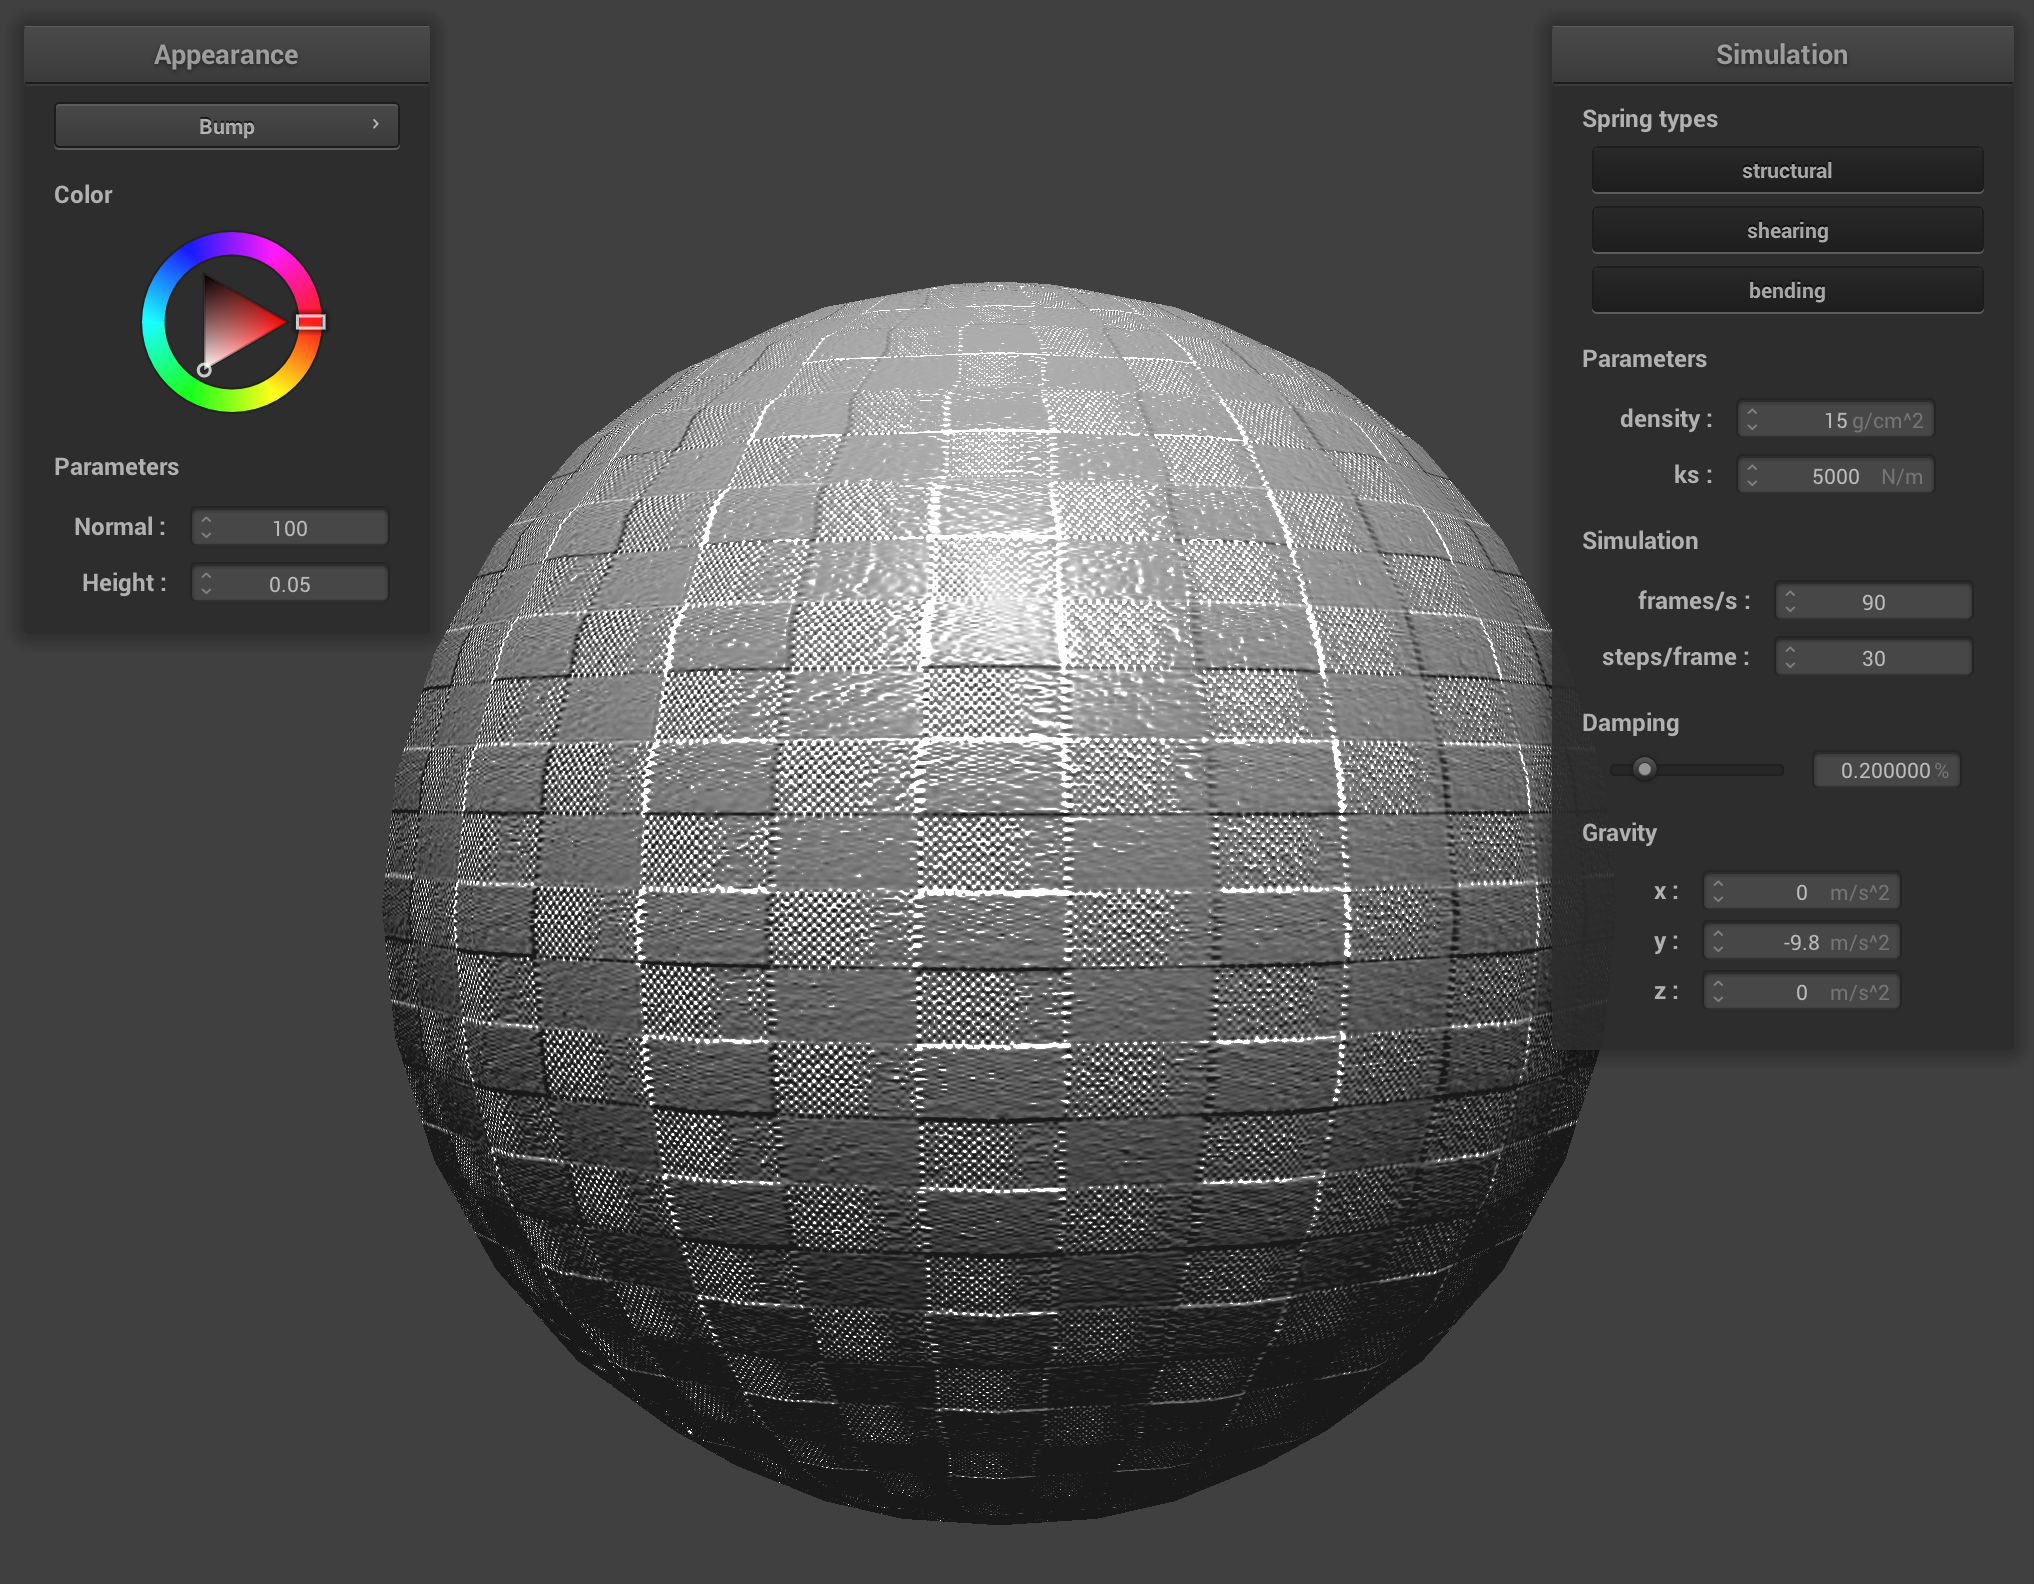 Appearance
Bump ›
Color
Parameters
Normal : 100
Height : 0.05
Simulation
Spring types
structural
shearing
bending
Parameters
density : 15 g/cm^2
ks : 5000 N/m
Simulation
frames/s : 90
steps/frame : 30
Damping
0.200000 %
Gravity
x : 0 m/s^2
y : -9.8 m/s^2
z : 0 m/s^2